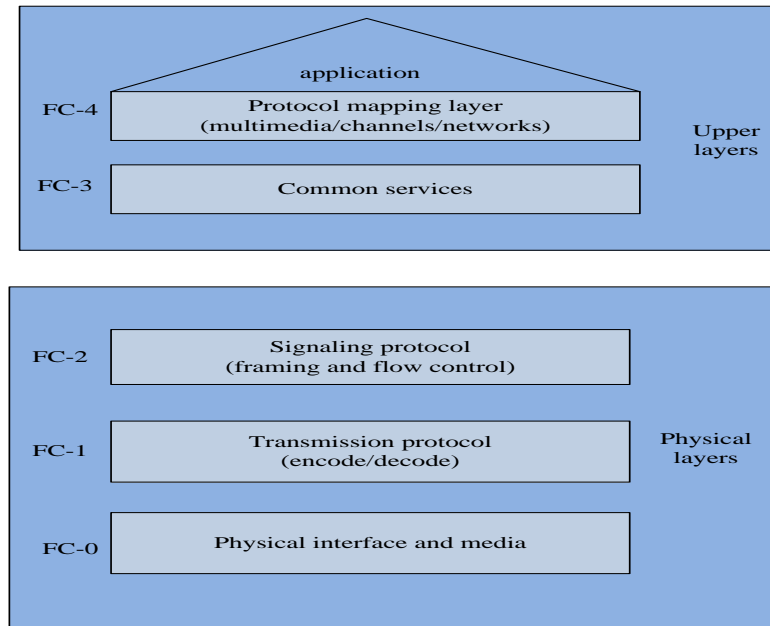 application
FC-4
Protocol mapping layer
(multimedia/channels/networks)
Upper
layers
FC-3
Common services
FC-2
Signaling protocol
(framing and flow control)
FC-1
Transmission protocol
(encode/decode)
Physical
layers
FC-0
Physical interface and media